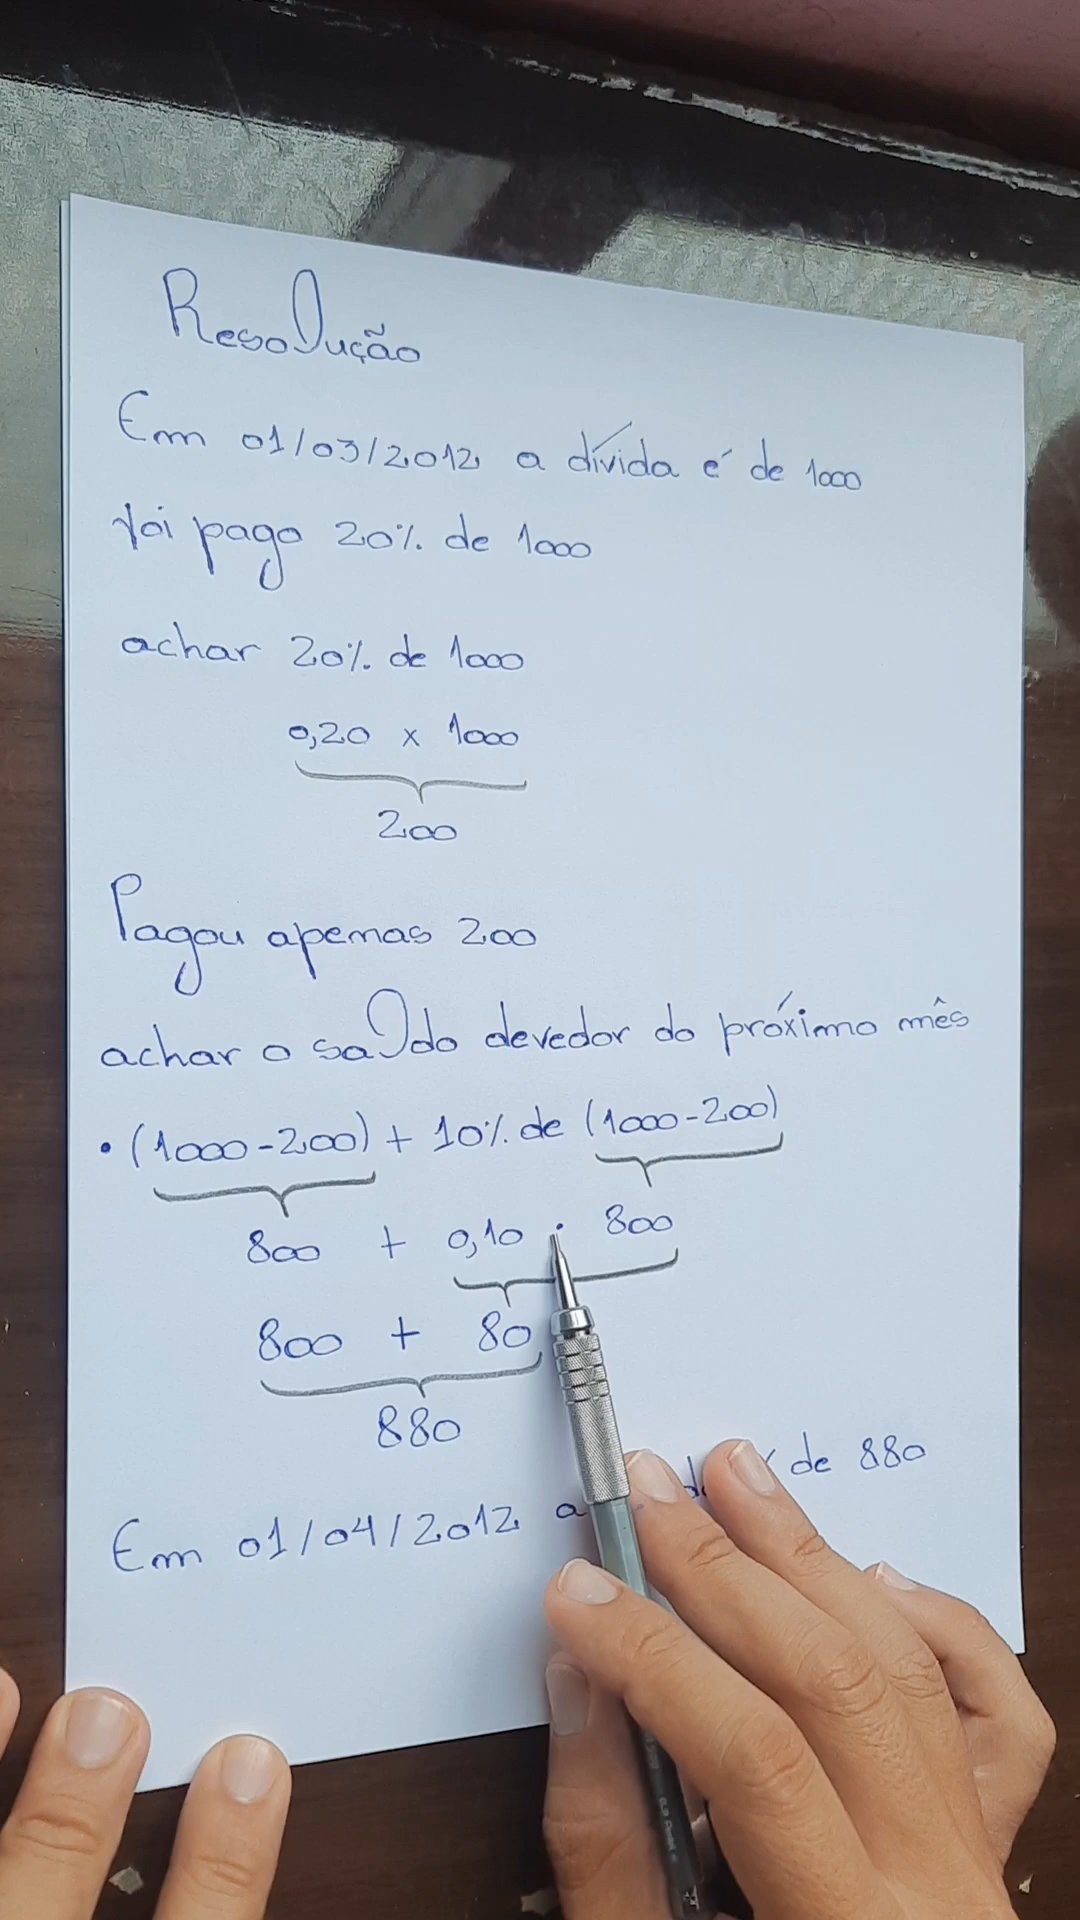 Resolução
Em 01/03/2012 a dívida é de 1000
foi pago 20% de 1000
achar 20% de 1000
0,20 x 1000
200
Pagou apenas 200
achar o saldo devedor do próximo mês
• (1000-200) + 10% de (1000-200)
800 + 0,10 · 800
800 + 80
880
Em 01/04/2012 a de 880